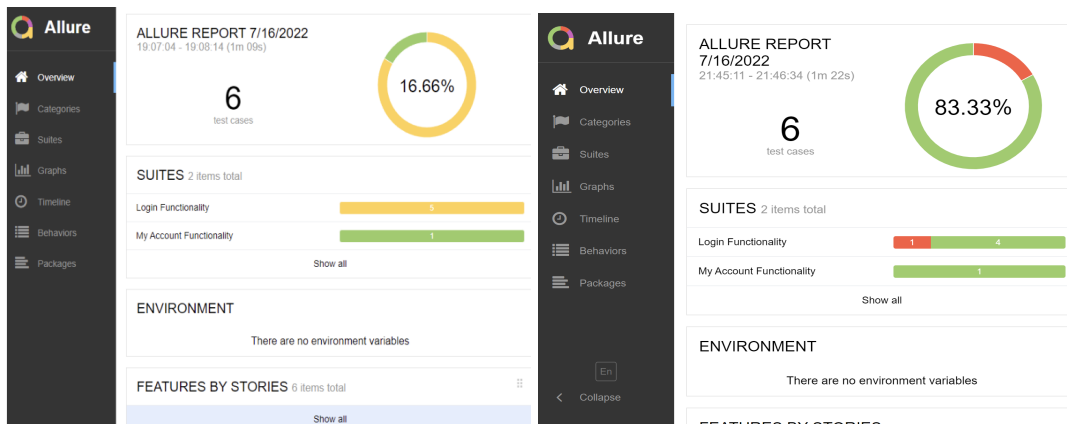 Allure
Overview
Categories
Suites
Graphs
Timeline
Behaviors
Packages
ALLURE REPORT 7/16/2022
19:07:04 - 19:08:14 (1m 09s)
6
test cases
16.66%
SUITES 2 items total
Login Functionality 5
My Account Functionality 1
Show all
ENVIRONMENT
There are no environment variables
FEATURES BY STORIES 6 items total
Show all
Allure
Overview
Categories
Suites
Graphs
Timeline
Behaviors
Packages
En
Collapse
ALLURE REPORT
7/16/2022
21:45:11 - 21:46:34 (1m 22s)
6
test cases
83.33%
SUITES 2 items total
Login Functionality 1 4
My Account Functionality 1
Show all
ENVIRONMENT
There are no environment variables
FEATURES BY STORIES